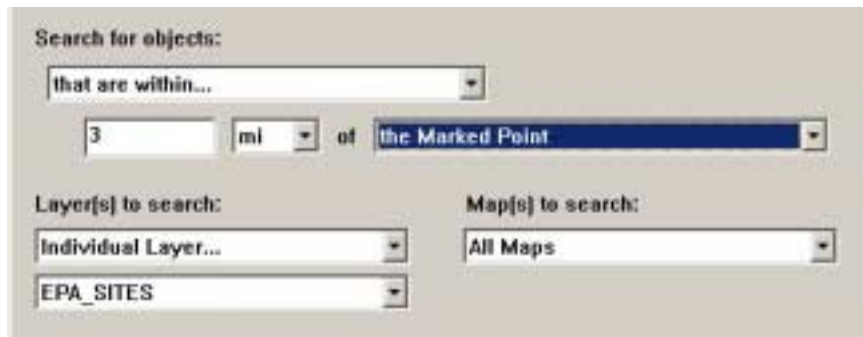 Search for objects:
that are within...
3 mi of the Marked Point
Layer(s) to search: Map(s) to search:
Individual Layer... All Maps
EPA_SITES